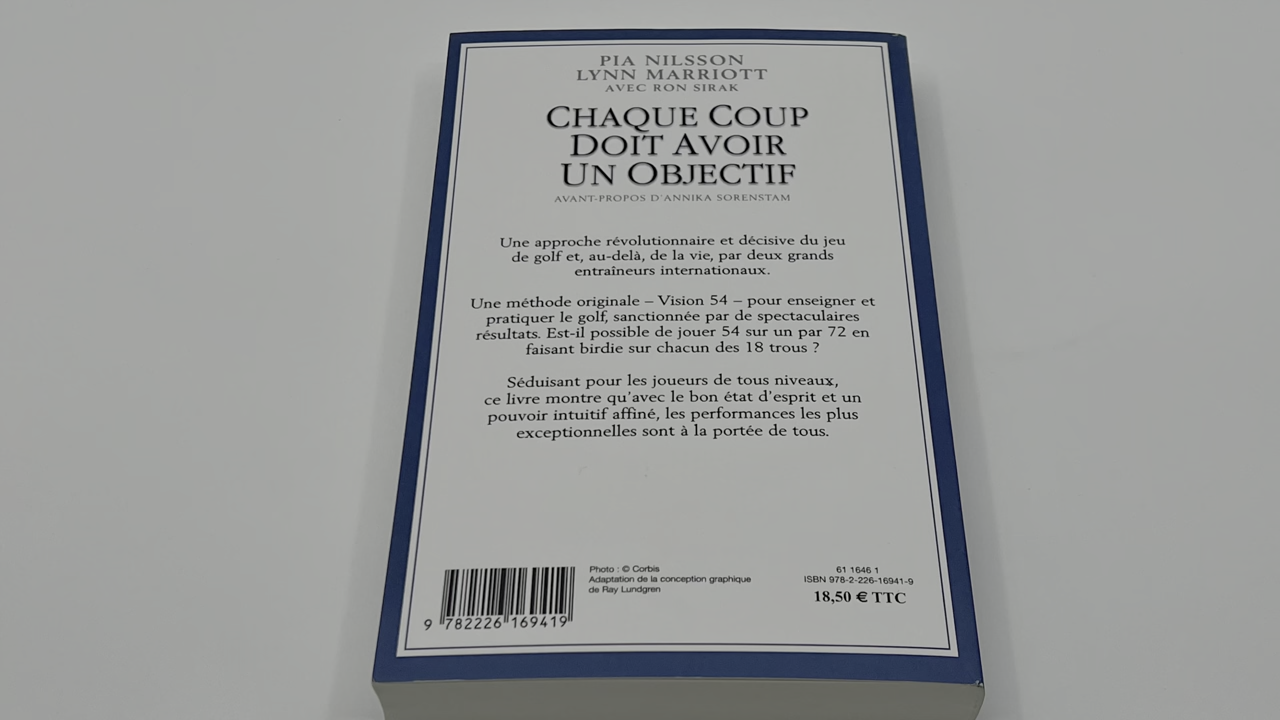 PIA NILSSON
LYNN MARRIOTT
AVEC RON SIRAK
CHAQUE COUP
DOIT AVOIR
UN OBJECTIF
AVANT-PROPOS D'ANNIKA SORENSTAM
Une approche révolutionnaire et décisive du jeu
de golf et, au-delà, de la vie, par deux grands
entraîneurs internationaux.
Une méthode originale – Vision 54 – pour enseigner et
pratiquer le golf, sanctionnée par de spectaculaires
résultats. Est-il possible de jouer 54 sur un par 72 en
faisant birdie sur chacun des 18 trous ?
Séduisant pour les joueurs de tous niveaux,
ce livre montre qu'avec le bon état d'esprit et un
pouvoir intuitif affiné, les performances les plus
exceptionnelles sont à la portée de tous.
Photo : © Corbis
Adaptation de la conception graphique
de Ray Lundgren
9 782226 169419
61 1646 1
ISBN 978-2-226-16941-9
18,50 € TTC